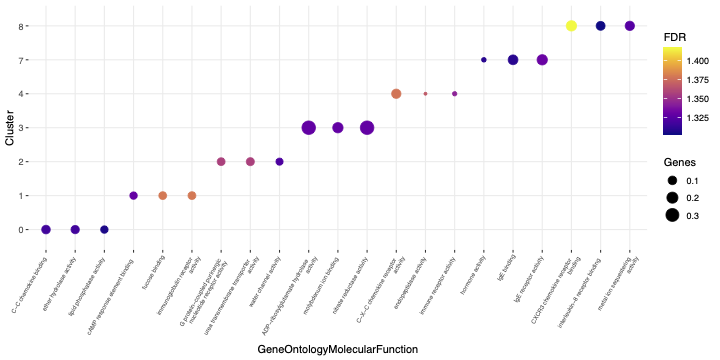 Cluster
8
7
4
3
2
1
0
C−C chemokine binding
ether hydrolase activity
lipid phosphatase activity
cAMP response element binding
fucose binding
immunoglobulin receptor
activity
G protein−coupled purinergic
nucleotide receptor activity
urea transmembrane transporter
activity
water channel activity
ADP−ribosylglutamate hydrolase
activity
molybdenum ion binding
nitrate reductase activity
C−X−C chemokine receptor
activity
endopeptidase activity
immune receptor activity
hormone activity
IgE binding
IgE receptor activity
CXCR3 chemokine receptor
binding
interleukin−8 receptor binding
metal ion sequestering
activity
GeneOntologyMolecularFunction
FDR
1.400
1.375
1.350
1.325
Genes
0.1
0.2
0.3